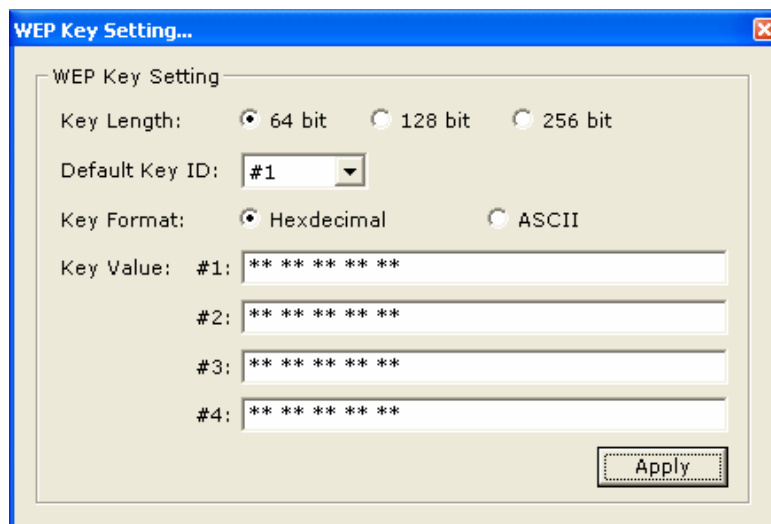 WEP Key Setting...
WEP Key Setting
Key Length: 64 bit 128 bit 256 bit
Default Key ID: #1
Key Format: Hexdecimal ASCII
Key Value: #1: ** ** ** ** **
#2: ** ** ** ** **
#3: ** ** ** ** **
#4: ** ** ** ** **
Apply